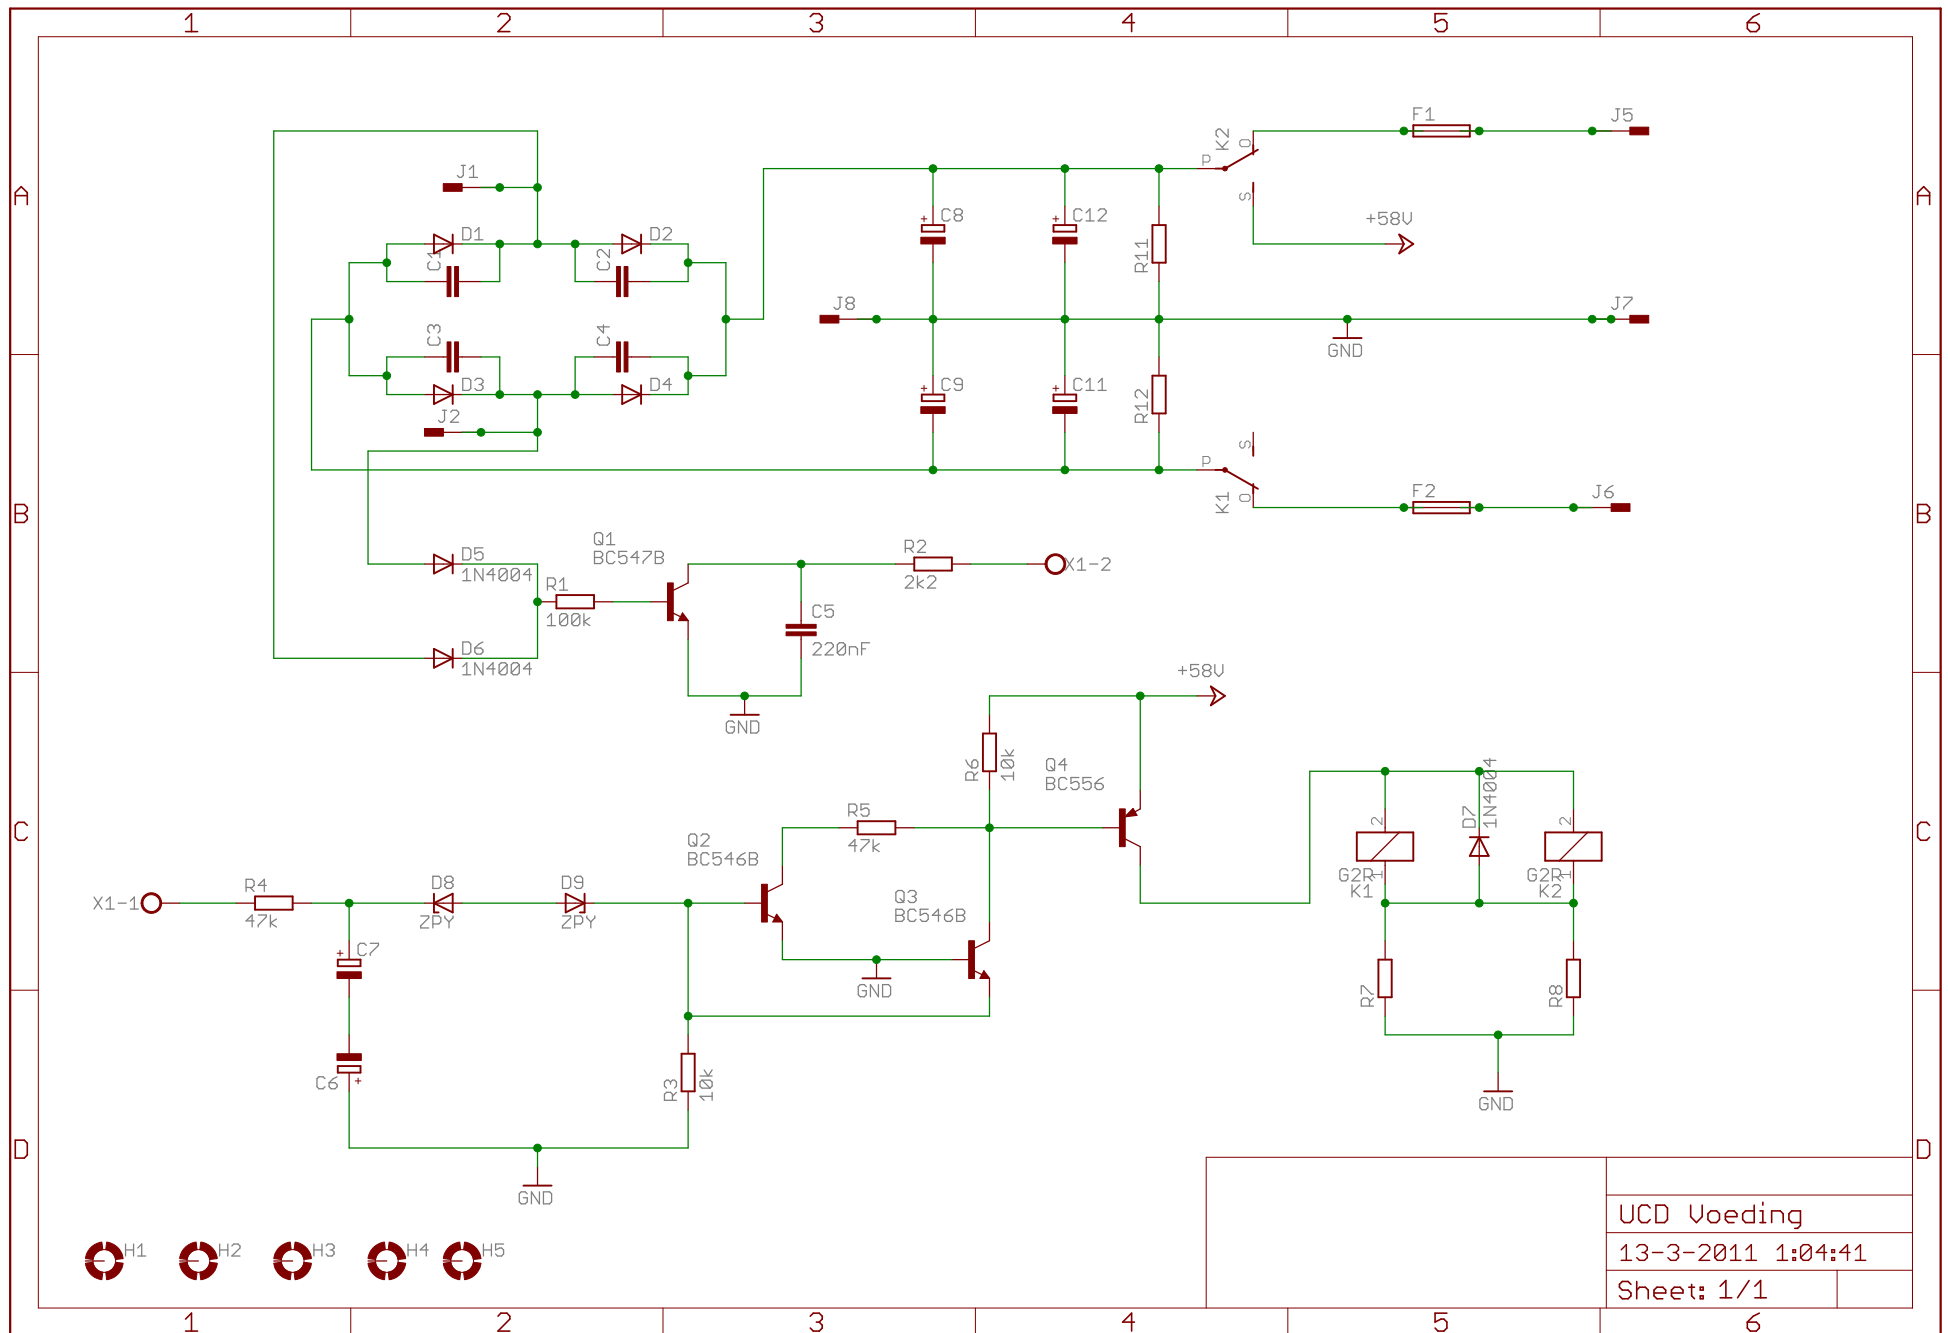 1 2 3 4 5 6
A A
B B
C C
D D
J1
D1
C1
C2
D2
C3
D3
C4
D4
J2
J8
C8
C12
R11
C9
C11
R12
K2
P
O
S
F1
J5
+58V
GND
J7
S
P
O
K1
F2
J6
D5
1N4004
D6
1N4004
R1
100k
Q1
BC547B
C5
220nF
GND
R2
2k2
X1-2
+58V
R6
10k
Q4
BC556
R5
47k
Q2
BC546B
Q3
BC546B
GND
X1-1
R4
47k
D8
ZPY
D9
ZPY
C7
C6
R3
10k
GND
2
G2R
1
K1
D7
1N4004
2
G2R
1
K2
R7
R8
GND
H1 H2 H3 H4 H5
UCD Voeding
13-3-2011 1:04:41
Sheet: 1/1
1 2 3 4 5 6